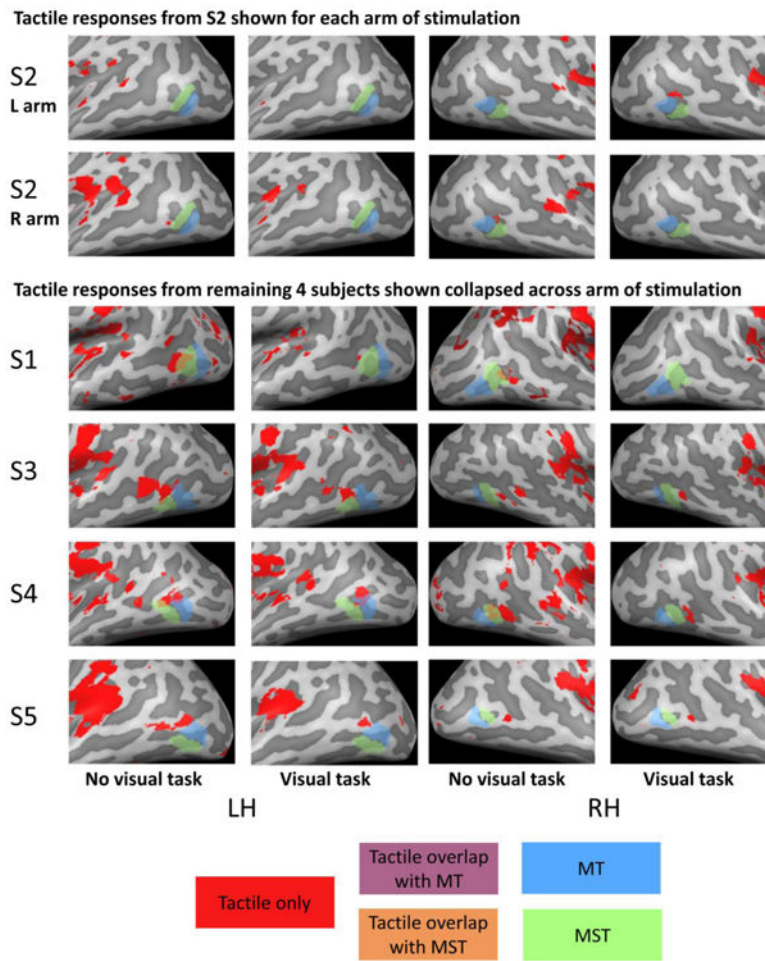 Tactile responses from S2 shown for each arm of stimulation
S2
L arm
S2
R arm
Tactile responses from remaining 4 subjects shown collapsed across arm of stimulation
S1
S3
S4
S5
No visual task
Visual task
No visual task
Visual task
LH
RH
Tactile only
Tactile overlap
with MT
MT
Tactile overlap
with MST
MST